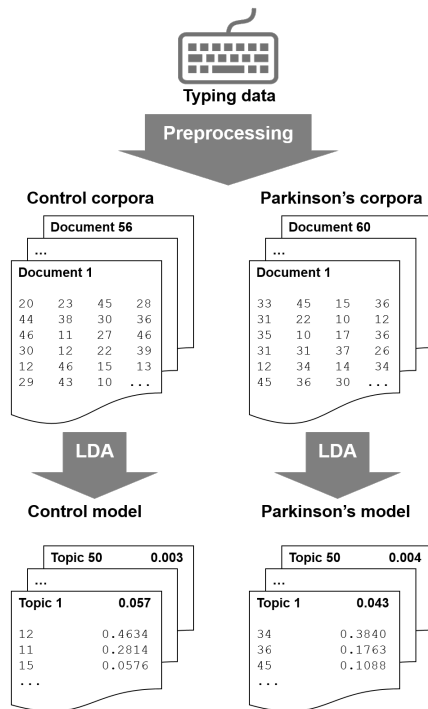 Typing data
Preprocessing
Control corpora
Document 56
...
Document 1
20 23 45 28
44 38 30 36
46 11 27 46
30 12 22 39
12 46 15 13
29 43 10 ...
Parkinson's corpora
Document 60
...
Document 1
33 45 15 36
31 22 10 12
35 10 17 36
31 31 37 26
12 34 14 34
45 36 30 ...
LDA
LDA
Control model
Topic 50 0.003
...
Topic 1 0.057
12 0.4634
11 0.2814
15 0.0576
...
Parkinson's model
Topic 50 0.004
...
Topic 1 0.043
34 0.3840
36 0.1763
45 0.1088
...